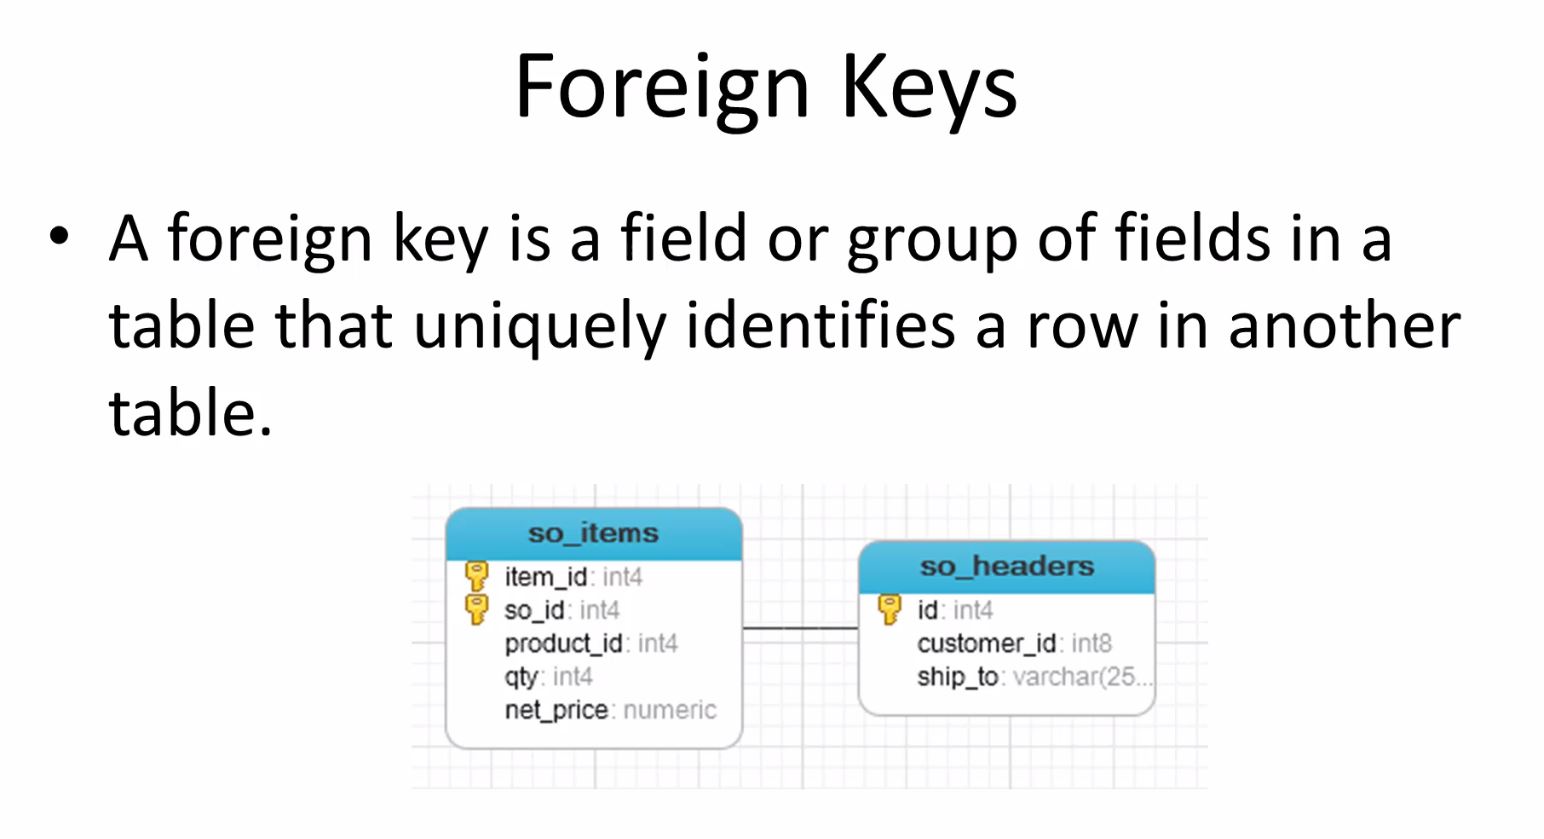 Foreign Keys
• A foreign key is a field or group of fields in a
table that uniquely identifies a row in another
table.
so_items
item_id: int4
so_id: int4
product_id: int4
qty: int4
net_price: numeric
so_headers
id: int4
customer_id: int8
ship_to: varchar(25...